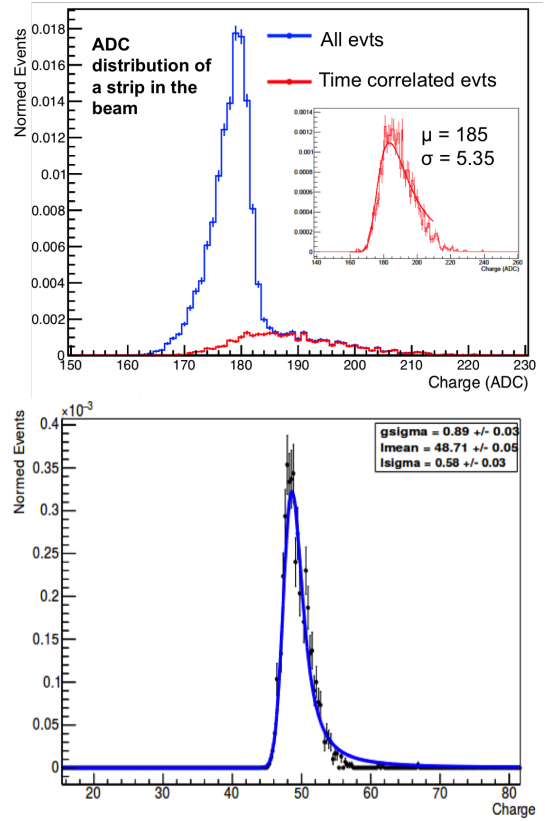 Normed Events
0.018
0.016
0.014
0.012
0.01
0.008
0.006
0.004
0.002
0
ADC
distribution of
a strip in the
beam
All evts
Time correlated evts
0.0014
0.0012
0.001
0.0008
0.0006
0.0004
0.0002
0
μ = 185
σ = 5.35
140 160 180 200 220 240 260
Charge (ADC)
150 160 170 180 190 200 210 220 230
Charge (ADC)
×10⁻³
Normed Events
0.4
0.35
0.3
0.25
0.2
0.15
0.1
0.05
0
gsigma = 0.89 +/- 0.03
lmean = 48.71 +/- 0.05
lsigma = 0.58 +/- 0.03
20 30 40 50 60 70 80
Charge